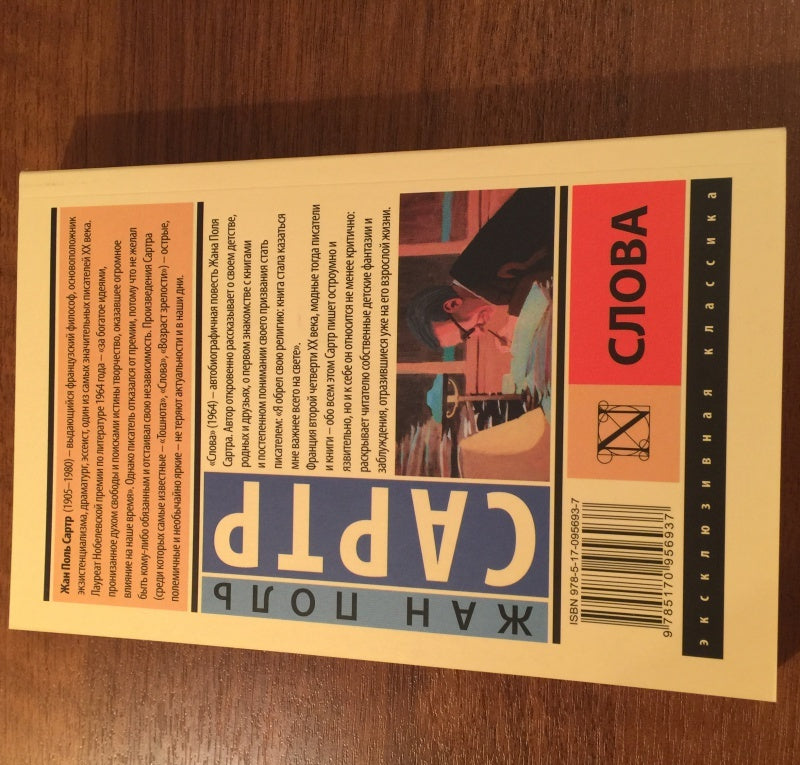 Жан Поль Сартр (1905–1980) – выдающийся французский философ, основоположник
экзистенциализма, драматург, эссеист, один из самых значительных писателей XX века.
Лауреат Нобелевской премии по литературе 1964 года – «за богатое идеями,
пронизанное духом свободы и поисками истины творчество, оказавшее огромное
влияние на наше время». Однако писатель отказался от премии, потому что не желал
быть кому-либо обязанным и отстаивал свою независимость. Произведения Сартра
(среди которых самые известные – «Тошнота», «Слова», «Возраст зрелости») – острые,
полемичные и необычайно яркие – не теряют актуальности и в наши дни.
«Слова» (1964) – автобиографичная повесть Жана Поля
Сартра. Автор откровенно рассказывает о своем детстве,
родных и друзьях, о первом знакомстве с книгами
и постепенном понимании своего призвания стать
писателем: «Я обрел свою религию: книга стала казаться
мне важнее всего на свете».
Франция второй четверти XX века, модные тогда писатели
и книги – обо всем этом Сартр пишет остроумно и
язвительно, но и к себе он относится не менее критично:
раскрывает читателю собственные детские фантазии и
заблуждения, отразившиеся уже на его взрослой жизни.
ЖАН ПОЛЬ
САРТР
СЛОВА
ISBN 978-5-17-095693-7
9 785170 956937
эксклюзивная классика